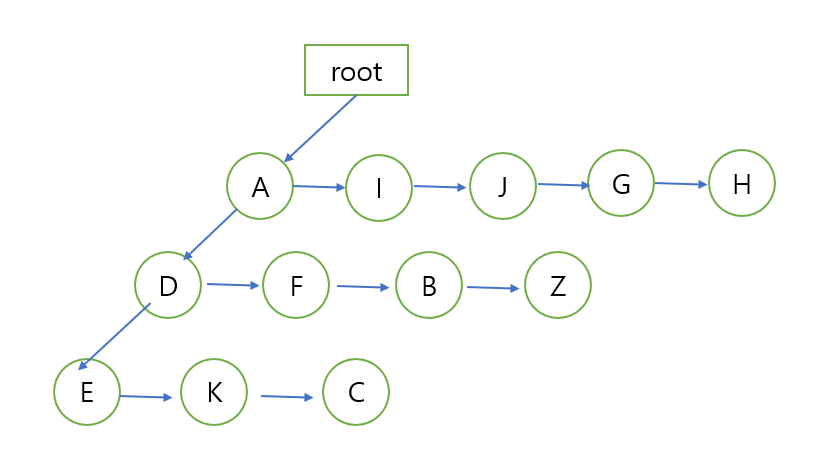 root
A I J G H
D F B Z
E K C